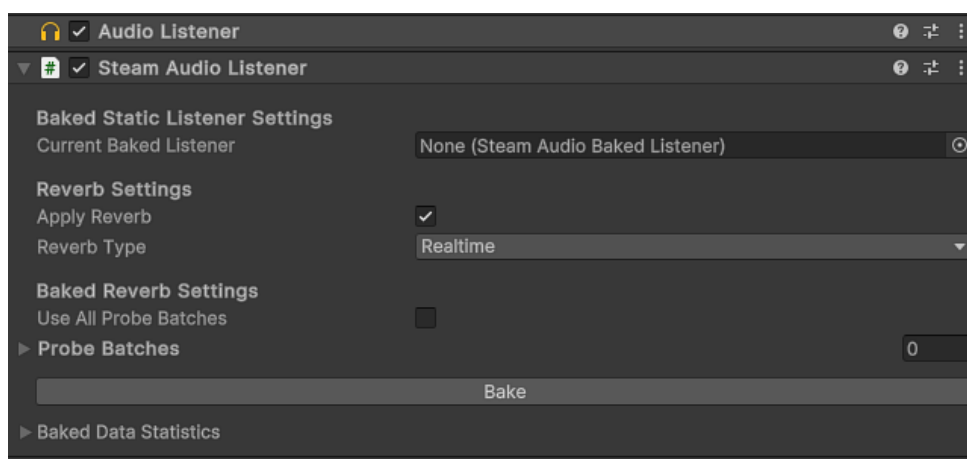 Audio Listener
# Steam Audio Listener
Baked Static Listener Settings
Current Baked Listener None (Steam Audio Baked Listener)
Reverb Settings
Apply Reverb
Reverb Type Realtime
Baked Reverb Settings
Use All Probe Batches
Probe Batches 0
Bake
Baked Data Statistics